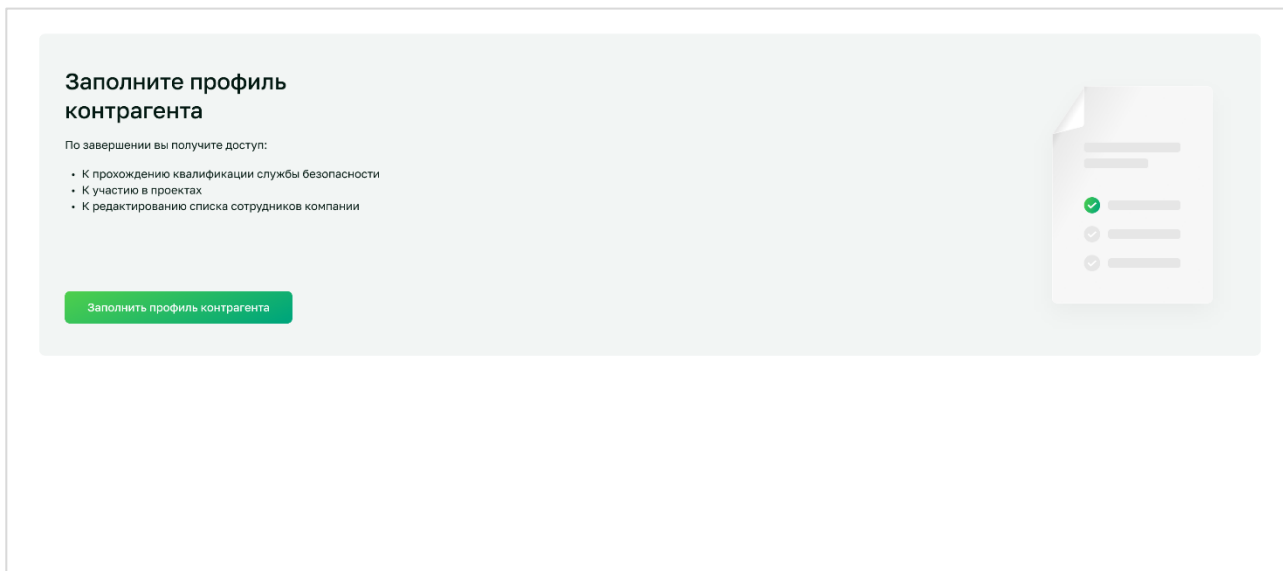 Заполните профиль
контрагента
По завершении вы получите доступ:
• К прохождению квалификации службы безопасности
• К участию в проектах
• К редактированию списка сотрудников компании
Заполнить профиль контрагента